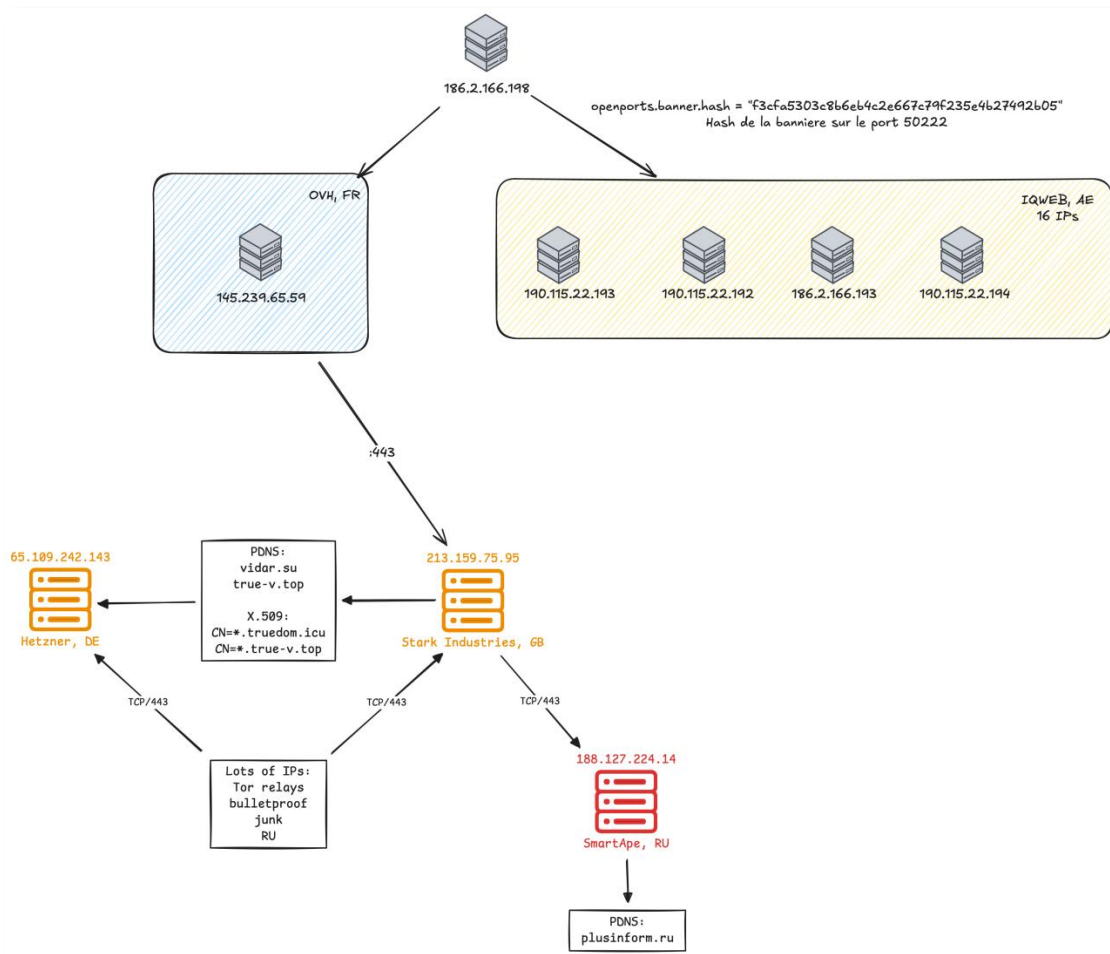 186.2.166.198
openports.banner.hash = "f3cfa5303c8b6eb4c2e667c79f235e4b27492b05"
Hash de la banniere sur le port 50222
OVH, FR
145.239.65.59
IQWEB, AE
16 IPs
190.115.22.193
190.115.22.192
186.2.166.193
190.115.22.194
:443
65.109.242.143
Hetzner, DE
PDNS:
vidar.su
true-v.top
X.509:
CN=*.truedom.icu
CN=*.true-v.top
213.159.75.95
Stark Industries, GB
TCP/443
TCP/443
TCP/443
Lots of IPs:
Tor relays
bulletproof
junk
RU
188.127.224.14
SmartApe, RU
PDNS:
plusinform.ru